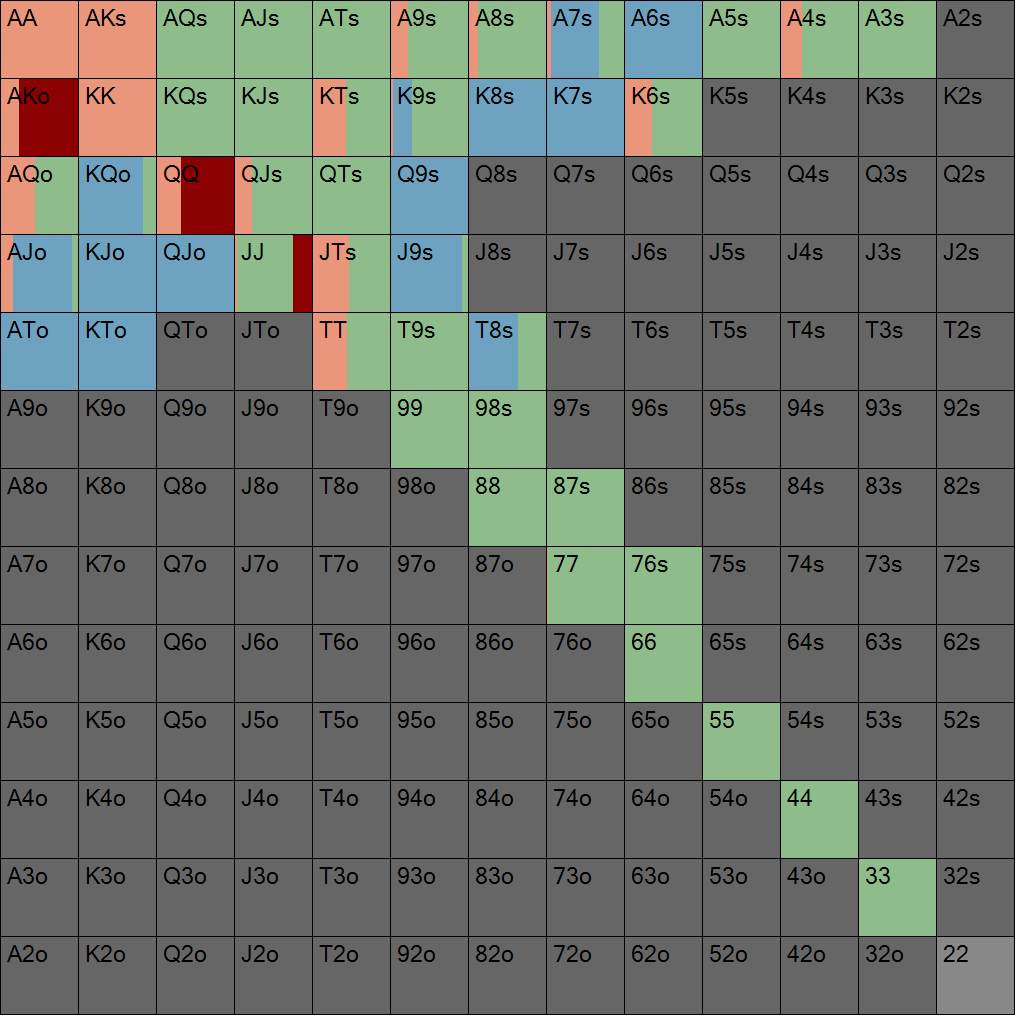 AA AKs AQs AJs ATs A9s A8s A7s A6s A5s A4s A3s A2s
AKo KK KQs KJs KTs K9s K8s K7s K6s K5s K4s K3s K2s
AQo KQo QQ QJs QTs Q9s Q8s Q7s Q6s Q5s Q4s Q3s Q2s
AJo KJo QJo JJ JTs J9s J8s J7s J6s J5s J4s J3s J2s
ATo KTo QTo JTo TT T9s T8s T7s T6s T5s T4s T3s T2s
A9o K9o Q9o J9o T9o 99 98s 97s 96s 95s 94s 93s 92s
A8o K8o Q8o J8o T8o 98o 88 87s 86s 85s 84s 83s 82s
A7o K7o Q7o J7o T7o 97o 87o 77 76s 75s 74s 73s 72s
A6o K6o Q6o J6o T6o 96o 86o 76o 66 65s 64s 63s 62s
A5o K5o Q5o J5o T5o 95o 85o 75o 65o 55 54s 53s 52s
A4o K4o Q4o J4o T4o 94o 84o 74o 64o 54o 44 43s 42s
A3o K3o Q3o J3o T3o 93o 83o 73o 63o 53o 43o 33 32s
A2o K2o Q2o J2o T2o 92o 82o 72o 62o 52o 42o 32o 22